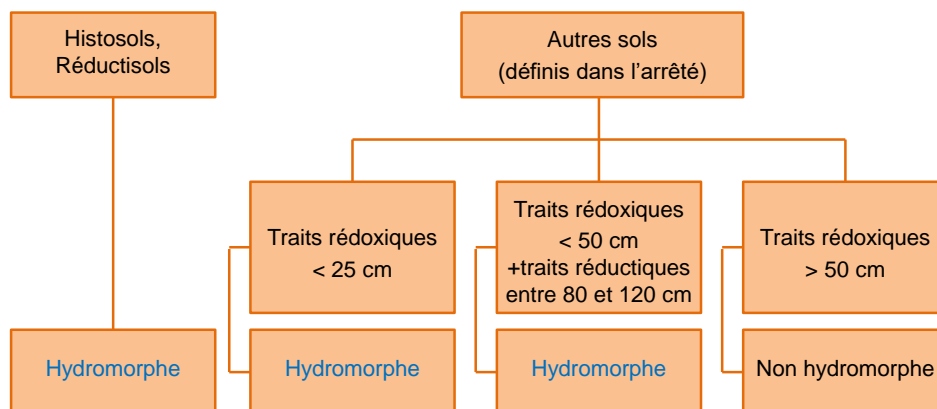 Histosols,
Réductisols
Autres sols
(définis dans l'arrêté)
Traits rédoxiques
< 25 cm
Traits rédoxiques
< 50 cm
+traits réductiques
entre 80 et 120 cm
Traits rédoxiques
> 50 cm
Hydromorphe
Hydromorphe
Hydromorphe
Non hydromorphe